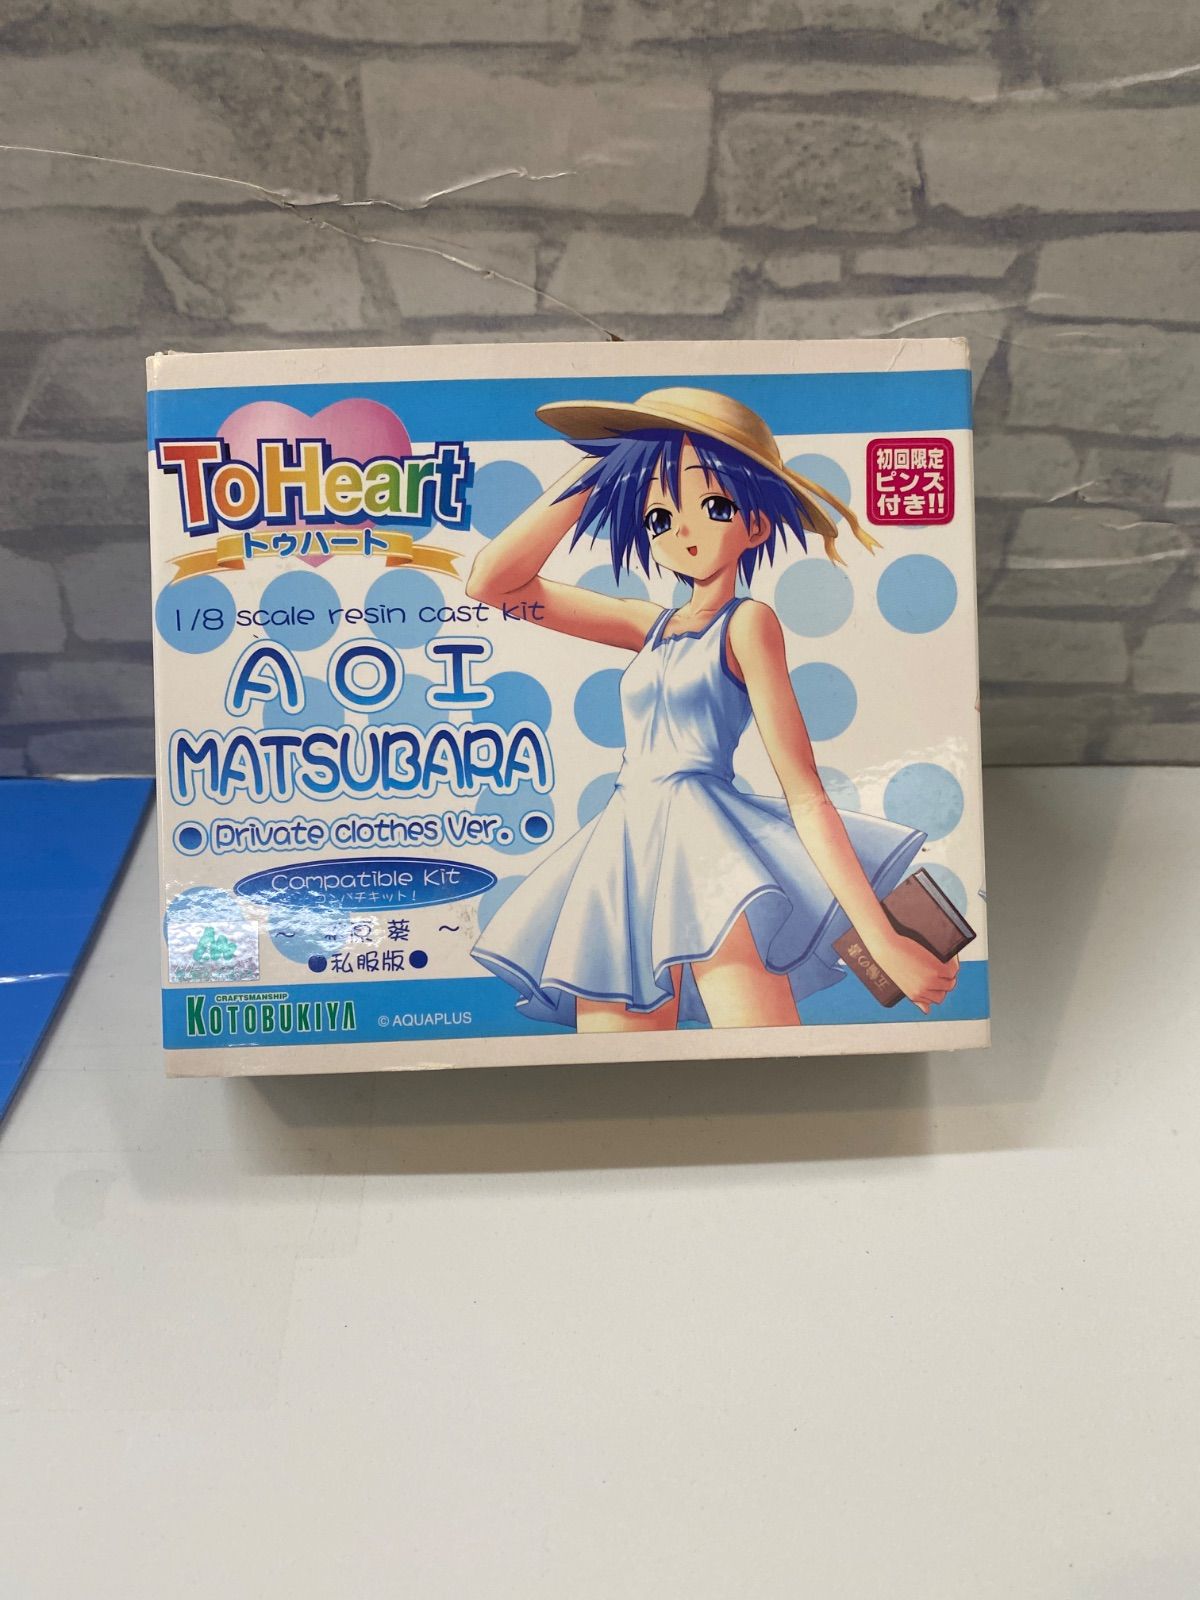 ToHeart
トゥハート
初回限定
ピンズ
付き!!
1/8 scale resin cast kit
AOI
MATSUBARA
●Private clothes Ver.●
Compatible Kit
コンパチキット!
～ 原 葵 ～
●私服版●
CRAFTSMANSHIP
KOTOBUKIYA
© AQUAPLUS